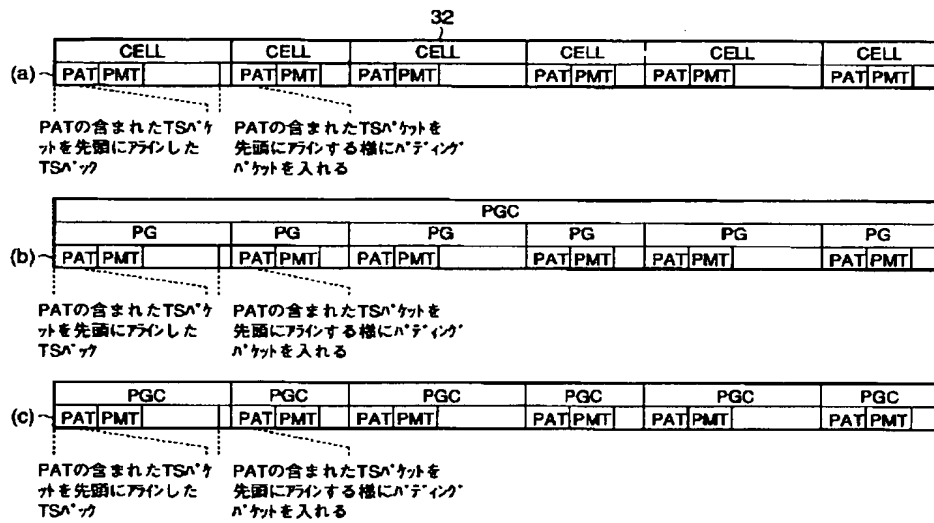 32
CELL CELL CELL CELL CELL CELL
(a) PAT PMT PAT PMT PAT PMT PAT PMT PAT PMT PAT PMT
PATの含まれたTSパケ
ットを先頭にアラインした
TSパック
PATの含まれたTSパケットを
先頭にアラインする様にパディング
パケットを入れる
PGC
PG PG PG PG PG PG
(b) PAT PMT PAT PMT PAT PMT PAT PMT PAT PMT PAT PMT
PATの含まれたTSパケ
ットを先頭にアラインした
TSパック
PATの含まれたTSパケットを
先頭にアラインする様にパディング
パケットを入れる
PGC PGC PGC PGC PGC PGC
(c) PAT PMT PAT PMT PAT PMT PAT PMT PAT PMT PAT PMT
PATの含まれたTSパケ
ットを先頭にアラインした
TSパック
PATの含まれたTSパケットを
先頭にアラインする様にパディング
パケットを入れる